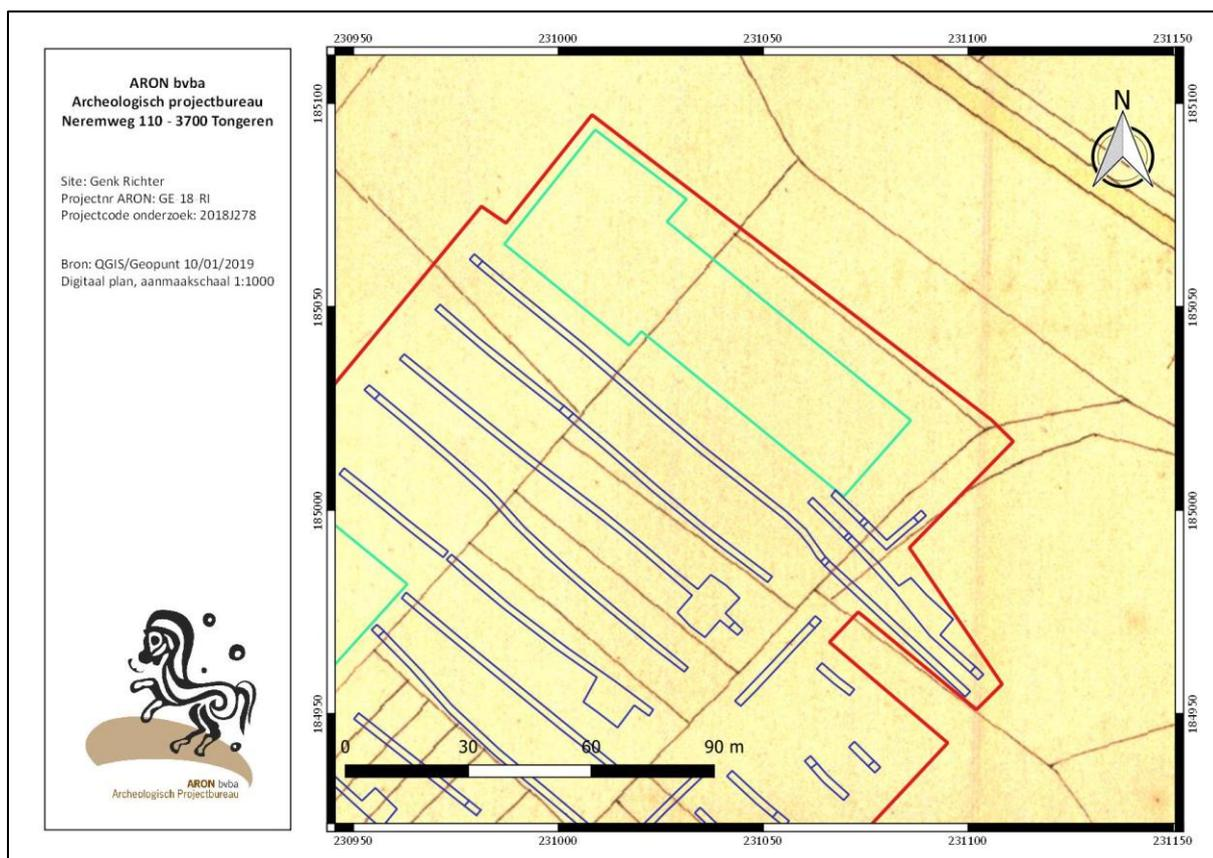 ARON bvba
Archeologisch projectbureau
Neremweg 110 - 3700 Tongeren
Site: Genk Richter
Projectnr ARON: GE-18-RI
Projectcode onderzoek: 2018J278
Bron: QGIS/Geopunt 10/01/2019
Digitaal plan, aanmaakschaal 1:1000
ARON bvba
Archeologisch Projectbureau
230950 231000 231050 231100 231150
185100
185050
185000
184950
N
185100
185050
185000
184950
0 30 60 90 m
230950 231000 231050 231100 231150